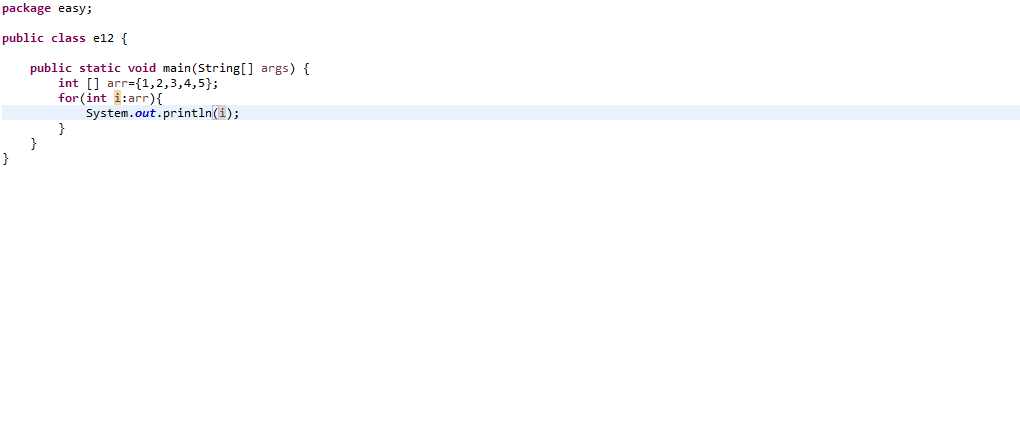 package easy;
public class e12 {
public static void main(String[] args) {
int [] arr={1,2,3,4,5};
for(int i:arr){
System.out.println(i);
}
}
}